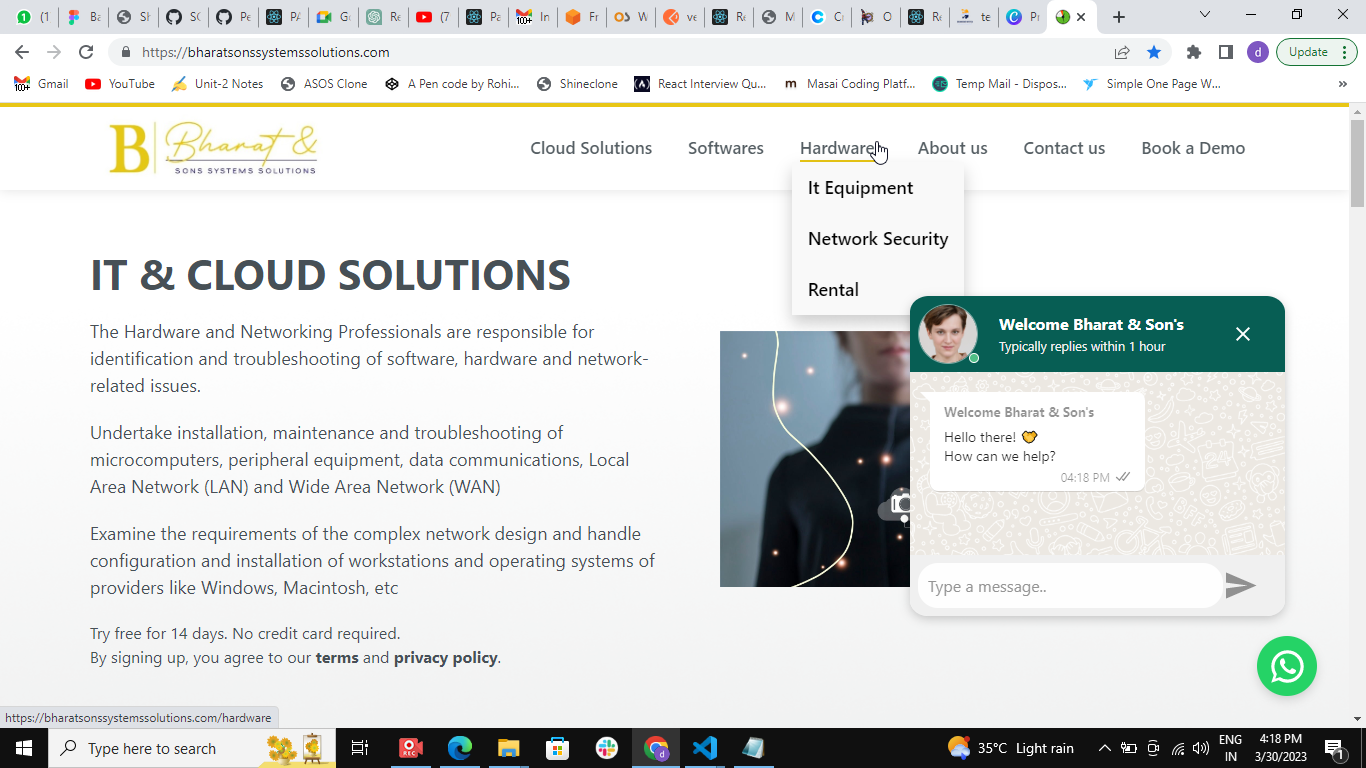 (1
Ba
Sh
SC
Pe
PA
G
Re
(7
Pa
100+
In
Fr
W
ve
Re
M
C
Cu
O
Re
te
C
Pr
https://bharatsonssystemssolutions.com
d
Update
100+
Gmail
YouTube
Unit-2 Notes
ASOS Clone
A Pen code by Rohi...
Shineclone
React Interview Qu...
m
Masai Coding Platf...
Temp Mail - Dispos...
Simple One Page W...
»
B Bharat &
SONS SYSTEMS SOLUTIONS
Cloud Solutions
Softwares
Hardware
About us
Contact us
Book a Demo
It Equipment
Network Security
Rental
IT & CLOUD SOLUTIONS
The Hardware and Networking Professionals are responsible for
identification and troubleshooting of software, hardware and network-
related issues.
Undertake installation, maintenance and troubleshooting of
microcomputers, peripheral equipment, data communications, Local
Area Network (LAN) and Wide Area Network (WAN)
Examine the requirements of the complex network design and handle
configuration and installation of workstations and operating systems of
providers like Windows, Macintosh, etc
Try free for 14 days. No credit card required.
By signing up, you agree to our terms and privacy policy.
Welcome Bharat & Son's
Typically replies within 1 hour
Welcome Bharat & Son's
Hello there! 🤝
How can we help?
04:18 PM
Type a message..
https://bharatsonssystemssolutions.com/hardware
Type here to search
REC
d
35°C Light rain
ENG
IN
4:18 PM
3/30/2023
1